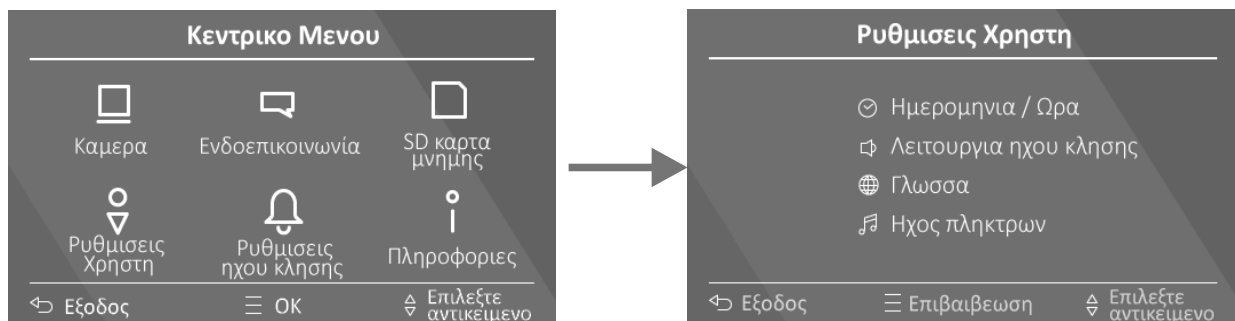 Κεντρικο Μενου
Καμερα
Ενδοεπικοινωνία
SD καρτα
μνημης
Ρυθμισεις
Χρηστη
Ρυθμισεις
ηχου κλησης
Πληροφοριες
Εξοδος
OK
Επιλεξτε
αντικειμενο
Ρυθμισεις Χρηστη
Ημερομηνια / Ωρα
Λειτουργια ηχου κλησης
Γλωσσα
Ηχος πληκτρων
Εξοδος
Επιβαιβεωση
Επιλεξτε
αντικειμενο